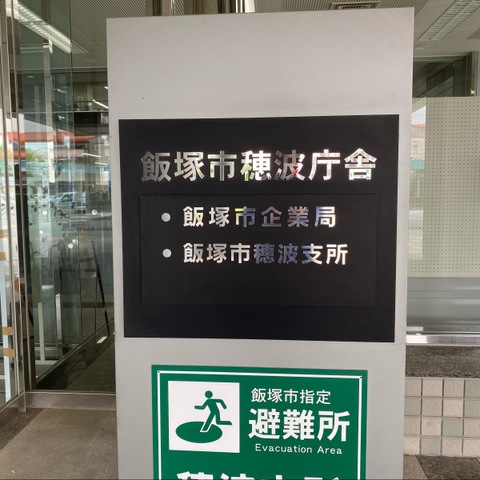 飯塚市穂波庁舎
● 飯塚市企業局
● 飯塚市穂波支所
飯塚市指定
避難所
Evacuation Area